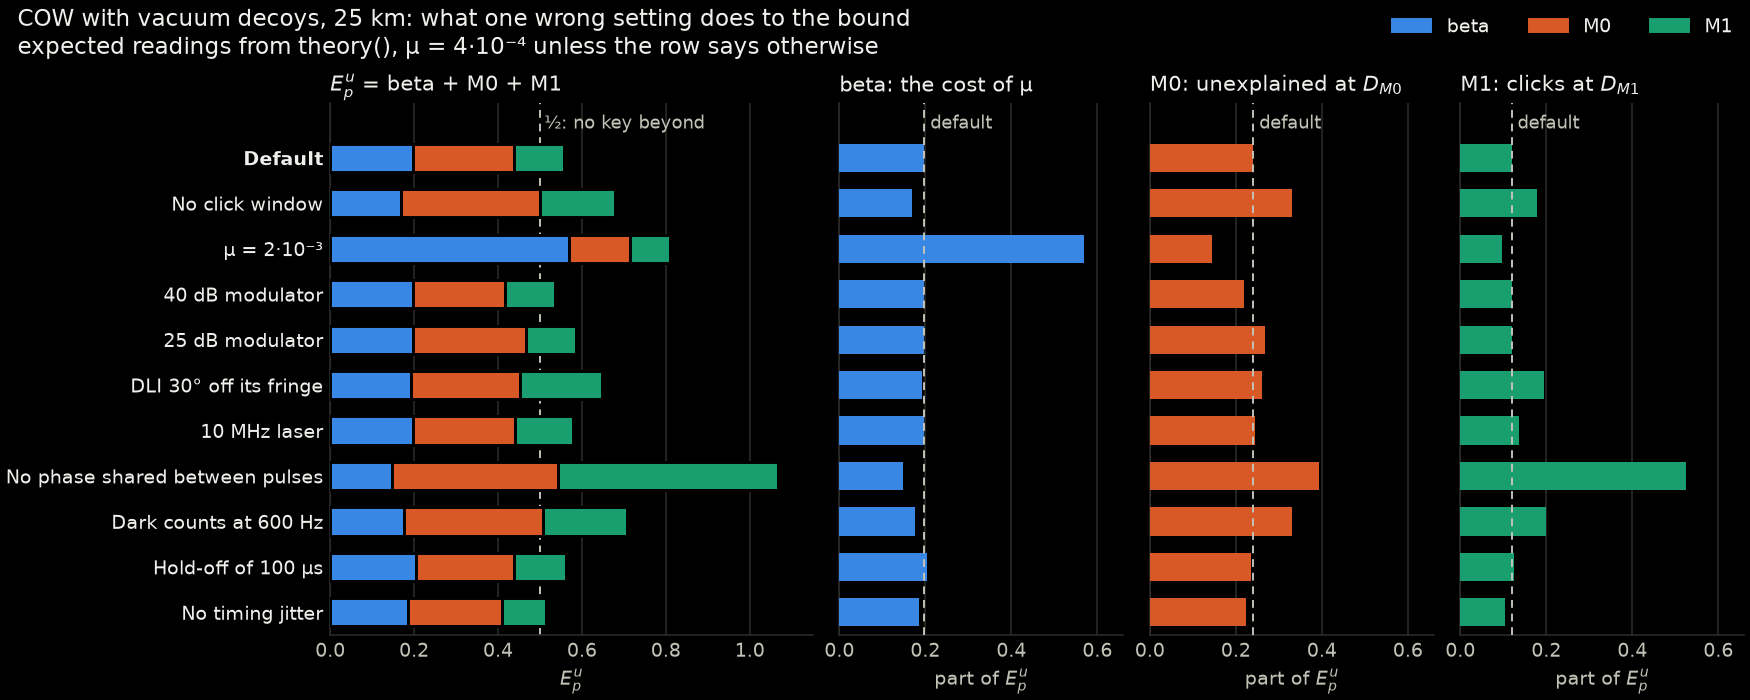 COW with vacuum decoys, 25 km: what one wrong setting does to the bound
expected readings from theory(), μ = 4·10⁻⁴ unless the row says otherwise
beta
M0
M1
E_p^u = beta + M0 + M1
beta: the cost of μ
M0: unexplained at D_M0
M1: clicks at D_M1
½: no key beyond
default
default
default
Default
No click window
μ = 2·10⁻³
40 dB modulator
25 dB modulator
DLI 30° off its fringe
10 MHz laser
No phase shared between pulses
Dark counts at 600 Hz
Hold-off of 100 µs
No timing jitter
0.0 0.2 0.4 0.6 0.8 1.0
0.0 0.2 0.4 0.6
0.0 0.2 0.4 0.6
0.0 0.2 0.4 0.6
E_p^u
part of E_p^u
part of E_p^u
part of E_p^u